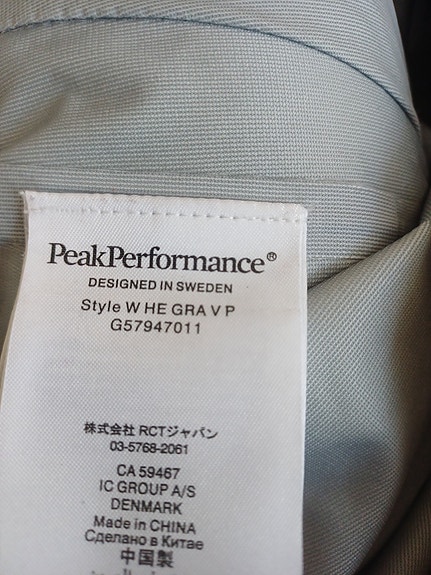 PeakPerformance®
DESIGNED IN SWEDEN
Style W HE GRA V P
G57947011
株式会社 RCTジャパン
03-5768-2061
CA 59467
IC GROUP A/S
DENMARK
Made in CHINA
Сделано в Китае
中国製